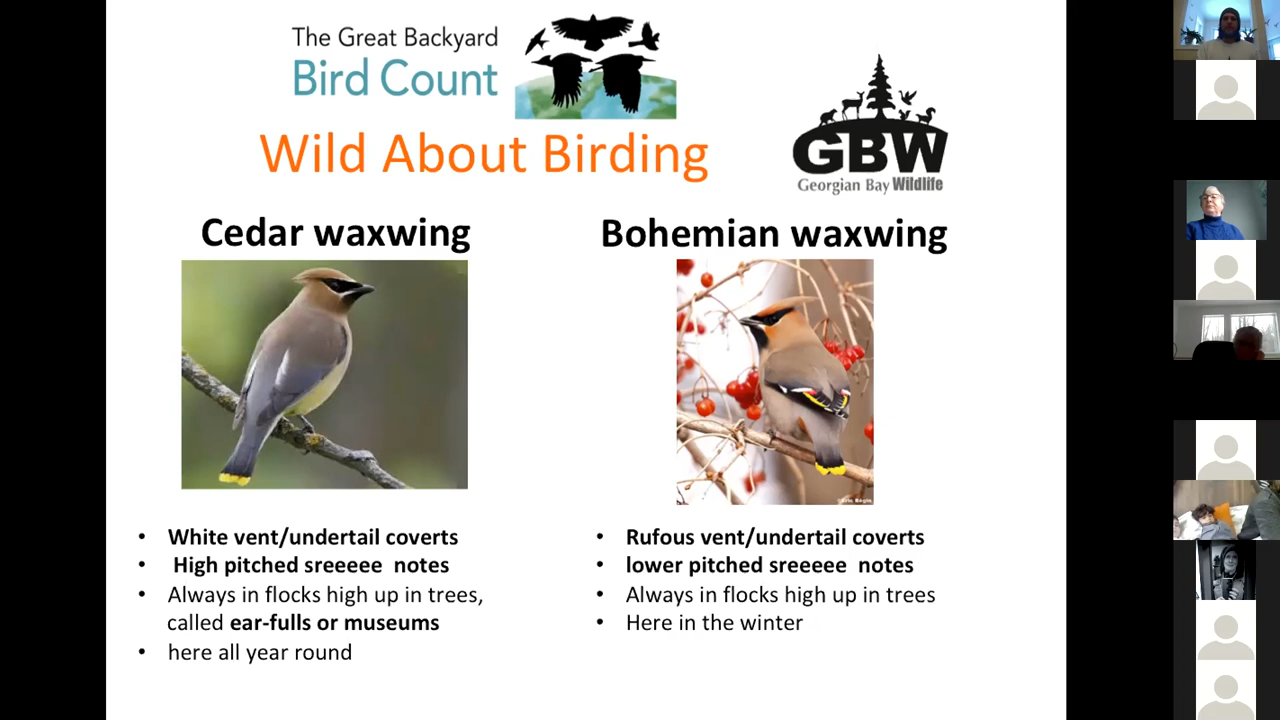 The Great Backyard
Bird Count
Wild About Birding
GBW
Georgian Bay Wildlife
Cedar waxwing
Bohemian waxwing
©Eric Bégin
• White vent/undertail coverts
• High pitched sreeeee notes
• Always in flocks high up in trees,
called ear-fulls or museums
• here all year round
• Rufous vent/undertail coverts
• lower pitched sreeeee notes
• Always in flocks high up in trees
• Here in the winter